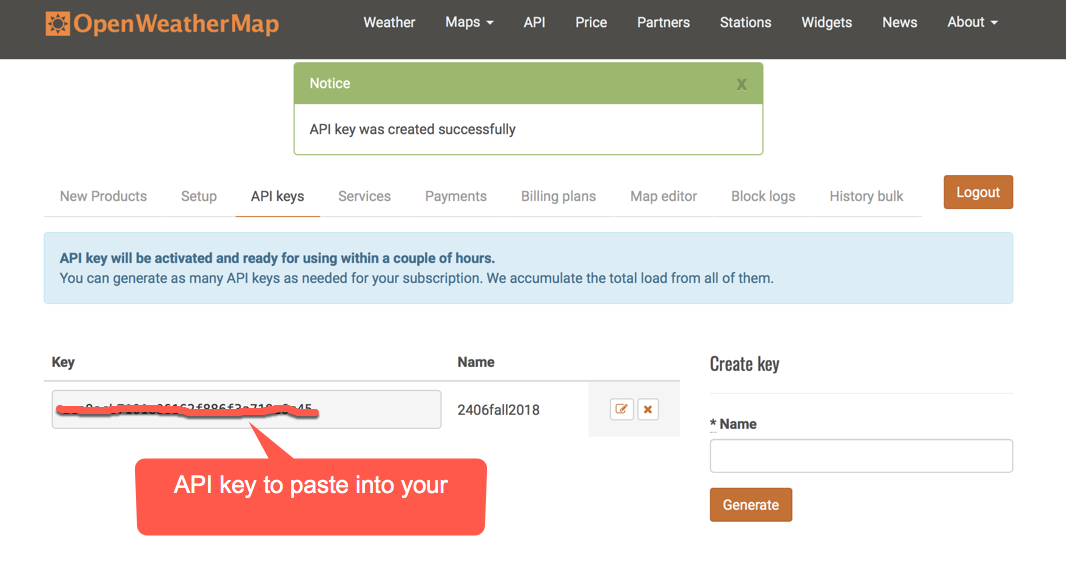 OpenWeatherMap
Weather
Maps
API
Price
Partners
Stations
Widgets
News
About
Notice
X
API key was created successfully
New Products
Setup
API keys
Services
Payments
Billing plans
Map editor
Block logs
History bulk
Logout
API key will be activated and ready for using within a couple of hours.
You can generate as many API keys as needed for your subscription. We accumulate the total load from all of them.
Key
Name
2406fall2018
API key to paste into your
Create key
* Name
Generate